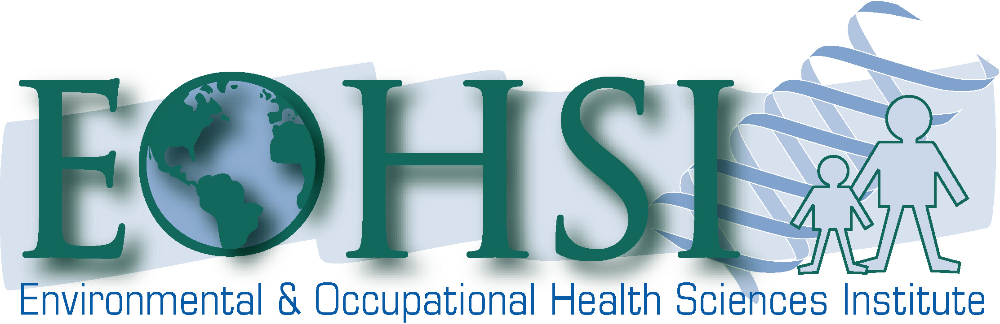 EOHSI
Environmental & Occupational Health Sciences Institute